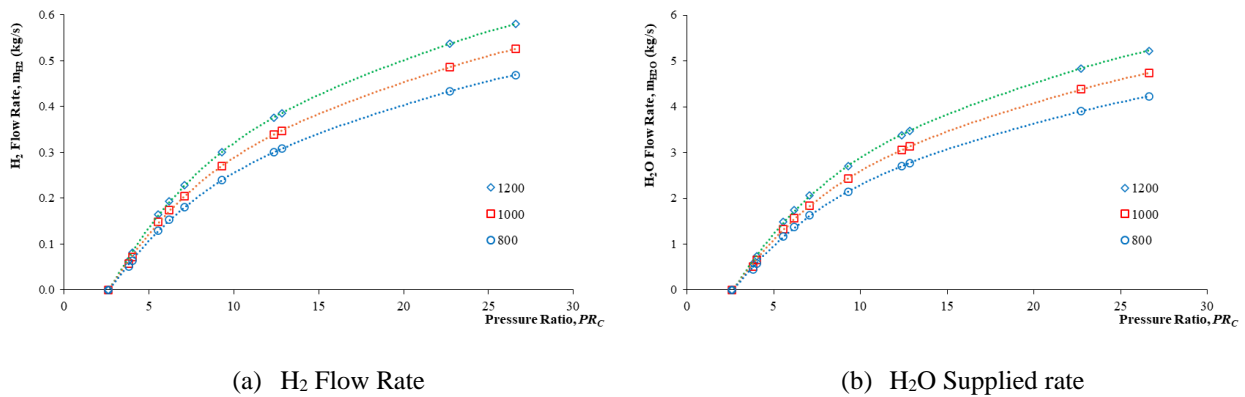 H2 Flow Rate, mH2 (kg/s)
0.6
0.5
0.4
0.3
0.2
0.1
0.0
0 5 10 15 20 25 30
Pressure Ratio, PRC
1200
1000
800
(a) H2 Flow Rate
H2O Flow Rate, mH2O (kg/s)
6
5
4
3
2
1
0
0 5 10 15 20 25 30
Pressure Ratio, PRC
1200
1000
800
(b) H2O Supplied rate